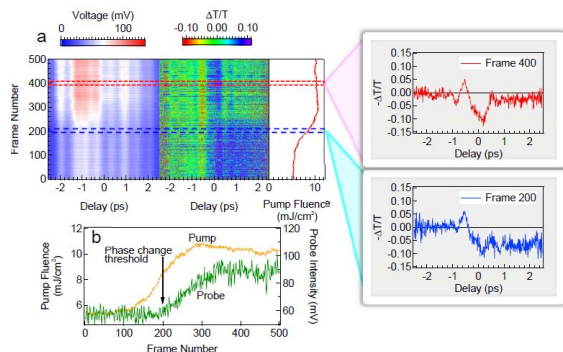 Voltage (mV)
ΔT/T
a
0
100
-0.10
0.00
0.10
Frame Number
500
400
300
200
100
0
-2 -1 0 1 2
-2 -1 0 1 2 0
10
Delay (ps)
Delay (ps)
Pump Fluence
(mJ/cm²)
-ΔT/T
0.15
0.10
0.05
0.00
-0.05
-0.10
-0.15
Frame 400
-2 -1 0 1 2
Delay (ps)
-ΔT/T
0.15
0.10
0.05
0.00
-0.05
-0.10
-0.15
Frame 200
-2 -1 0 1 2
Delay (ps)
b
Pump Fluence
(mJ/cm²)
12
10
8
6
4
2
Phase change
threshold
Pump
Probe
120
100
80
60
40
Probe Intensity
(mV)
0 100 200 300 400 500
Frame Number